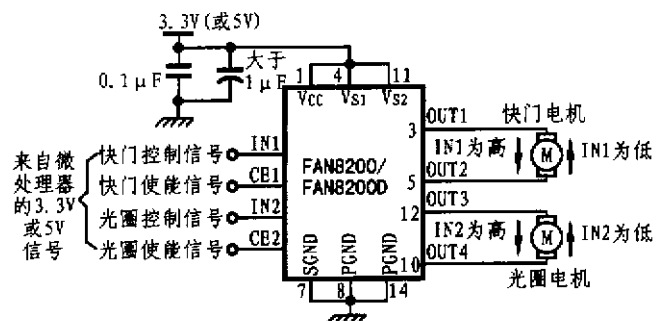 3.3V(或5V)
大于
0.1μF
1μF
1
4
11
VCC
VS1
VS2
OUT1
快门电机
3
来自微
处理器
的3.3V
或5V
信号
快门控制信号
IN1
快门使能信号
CE1
光圈控制信号
IN2
光圈使能信号
CE2
FAN8200/
FAN8200D
IN1为高
M
IN1为低
5
OUT2
12
OUT3
IN2为高
M
IN2为低
10
OUT4
光圈电机
SGND
PGND
PGND
7
8
14